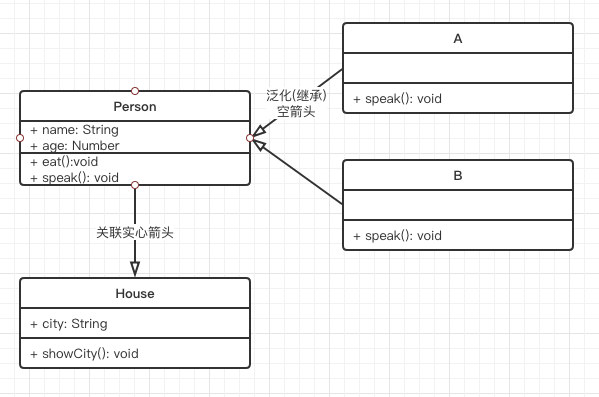 A
+ speak(): void
泛化(继承)
空箭头
Person
+ name: String
+ age: Number
+ eat():void
+ speak(): void
B
+ speak(): void
关联实心箭头
House
+ city: String
+ showCity(): void